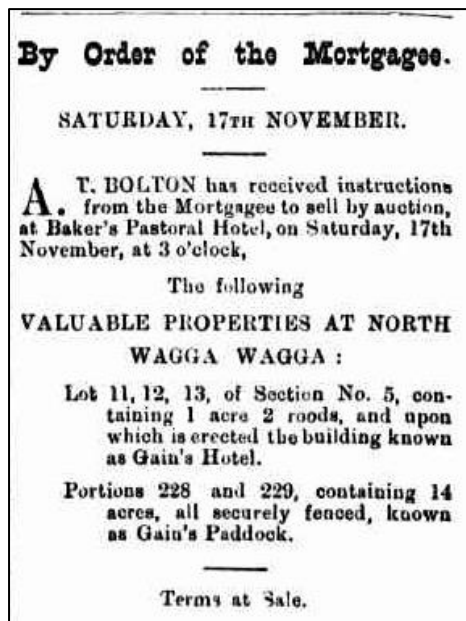 By Order of the Mortgagee.
SATURDAY, 17TH NOVEMBER.
A. T. BOLTON has received instructions
from the Mortgagee to sell by auction,
at Baker's Pastoral Hotel, on Saturday, 17th
November, at 3 o'clock,
The following
VALUABLE PROPERTIES AT NORTH
WAGGA WAGGA :
Lot 11, 12, 13, of Section No. 5, con-
taining 1 acre 2 roods, and upon
which is erected the building known
as Gain's Hotel.
Portions 228 and 229, containing 14
acres, all securely fenced, known
as Gain's Paddock.
Terms at Sale.